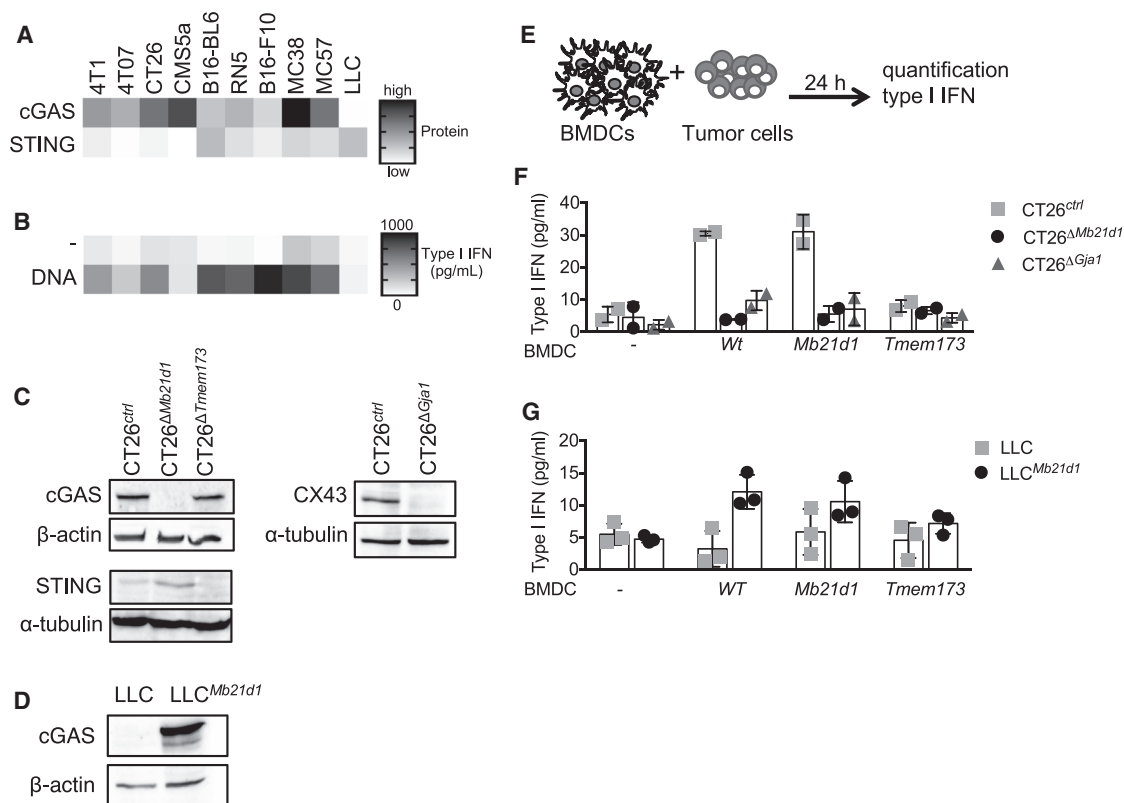 A
4T1 4T07 CT26 CMS5a B16-BL6 RN5 B16-F10 MC38 MC57 LLC
cGAS
STING
high
Protein
low
B
-
DNA
1000
Type I IFN
(pg/mL)
0
C
CT26ctrl CT26ΔMb21d1 CT26ΔTmem173
cGAS
β-actin
STING
α-tubulin
CT26ctrl CT26ΔGja1
CX43
α-tubulin
D
LLC LLCMb21d1
cGAS
β-actin
E
BMDCs
+
Tumor cells
24 h
quantification
type I IFN
F
Type I IFN (pg/ml)
40
30
20
10
0
BMDC - Wt Mb21d1 Tmem173
CT26ctrl
CT26ΔMb21d1
CT26ΔGja1
G
Type I IFN (pg/ml)
20
15
10
5
0
BMDC - WT Mb21d1 Tmem173
LLC
LLCMb21d1